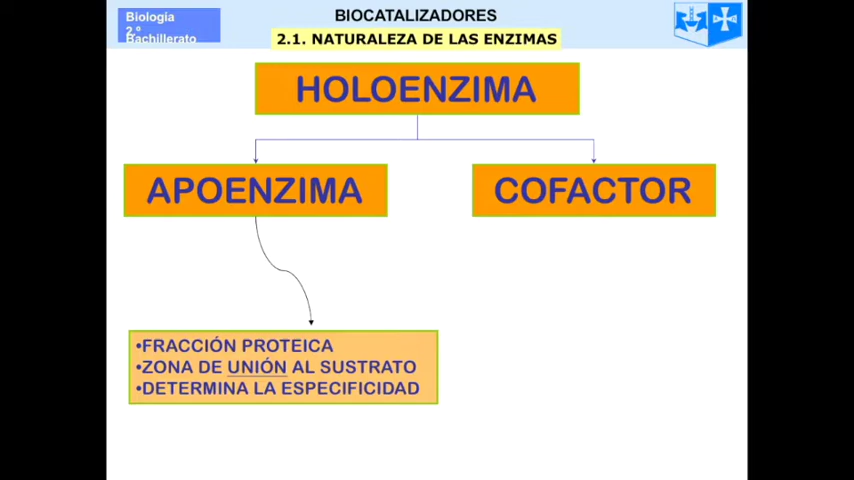 Biología
2.º
Bachillerato
BIOCATALIZADORES
2.1. NATURALEZA DE LAS ENZIMAS
HOLOENZIMA
APOENZIMA
COFACTOR
•FRACCIÓN PROTEICA
•ZONA DE UNIÓN AL SUSTRATO
•DETERMINA LA ESPECIFICIDAD